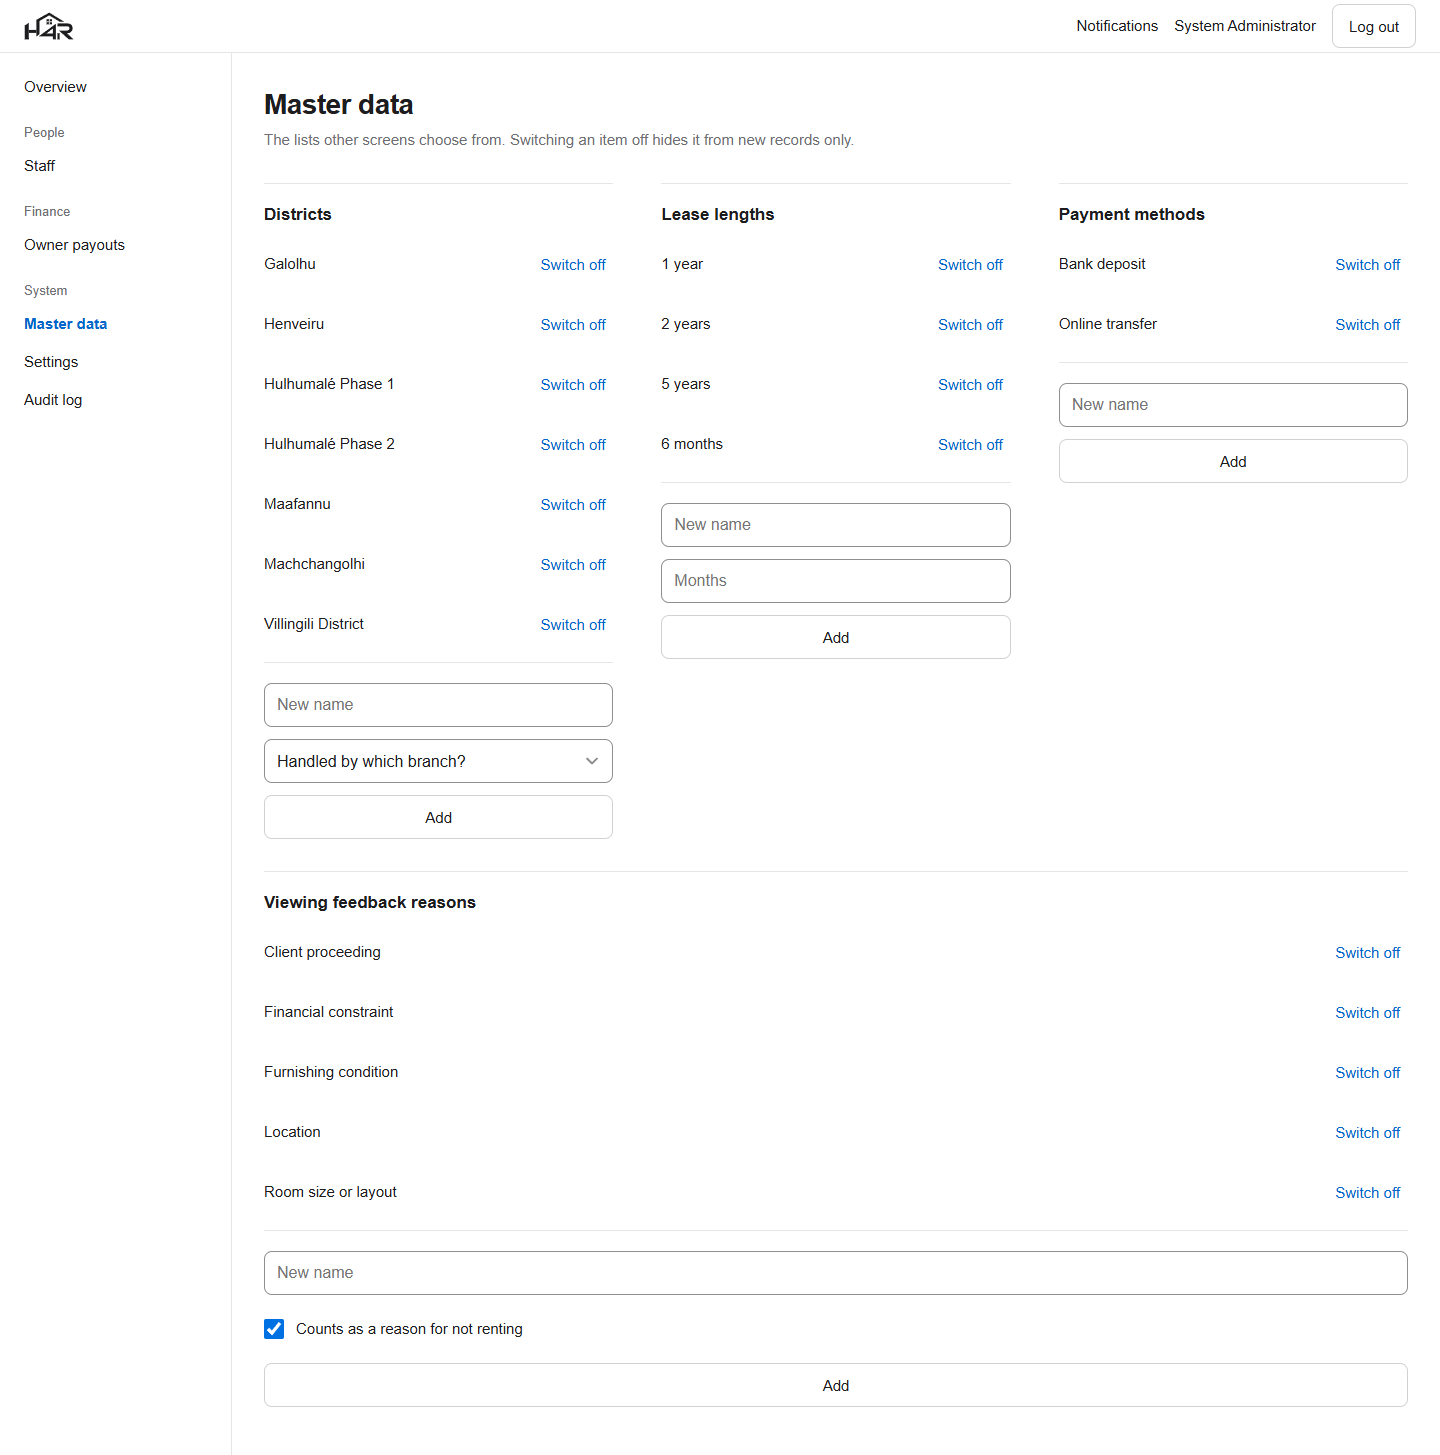 H4R
Notifications
System Administrator
Log out
Overview
People
Staff
Finance
Owner payouts
System
Master data
Settings
Audit log
Master data
The lists other screens choose from. Switching an item off hides it from new records only.
Districts
Galolhu
Switch off
Henveiru
Switch off
Hulhumalé Phase 1
Switch off
Hulhumalé Phase 2
Switch off
Maafannu
Switch off
Machchangolhi
Switch off
Villingili District
Switch off
New name
Handled by which branch?
Add
Lease lengths
1 year
Switch off
2 years
Switch off
5 years
Switch off
6 months
Switch off
New name
Months
Add
Payment methods
Bank deposit
Switch off
Online transfer
Switch off
New name
Add
Viewing feedback reasons
Client proceeding
Switch off
Financial constraint
Switch off
Furnishing condition
Switch off
Location
Switch off
Room size or layout
Switch off
New name
Counts as a reason for not renting
Add